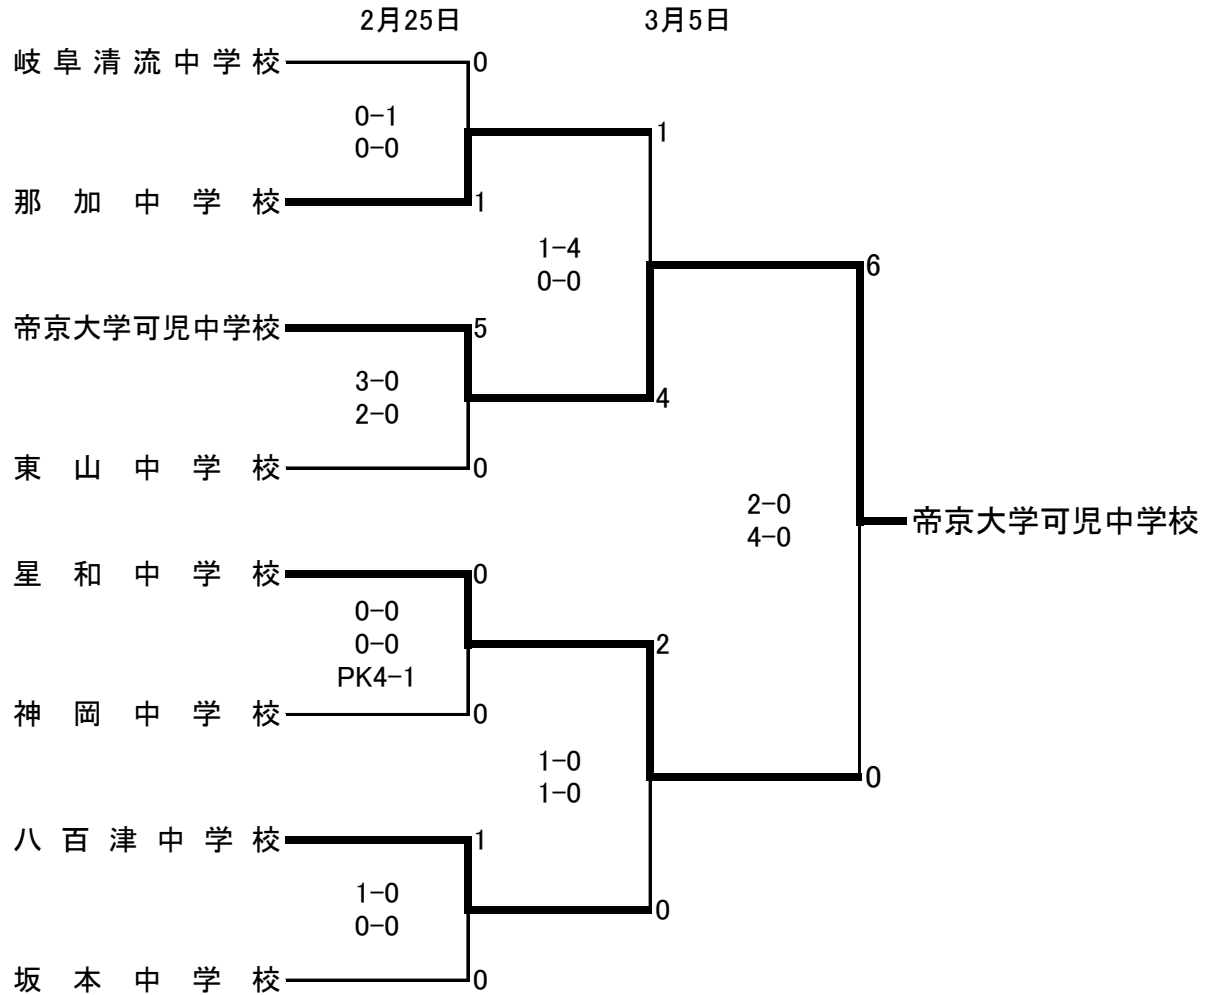 2月25日 3月5日
岐阜清流中学校 0
0-1
0-0
1
那加中学校 1
1-4
0-0
6
帝京大学可児中学校 5
3-0
2-0
4
東山中学校 0
2-0
4-0
帝京大学可児中学校
星和中学校 0
0-0
0-0
PK4-1
2
神岡中学校 0
1-0
1-0
0
八百津中学校 1
1-0
0-0
0
坂本中学校 0